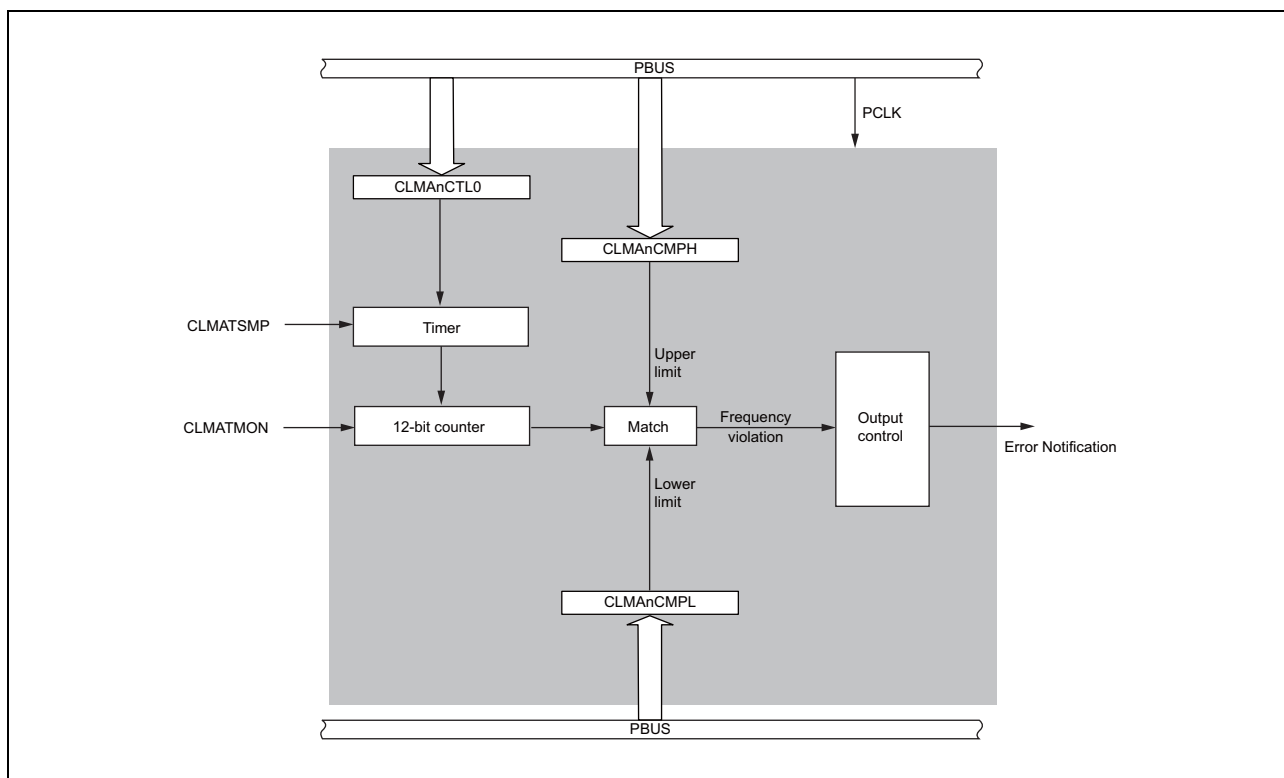 PBUS
PCLK
CLMAnCTL0
CLMAnCMPH
CLMATSMP
Timer
Upper
limit
CLMATMON
12-bit counter
Match
Frequency
violation
Output
control
Error Notification
Lower
limit
CLMAnCMPL
PBUS